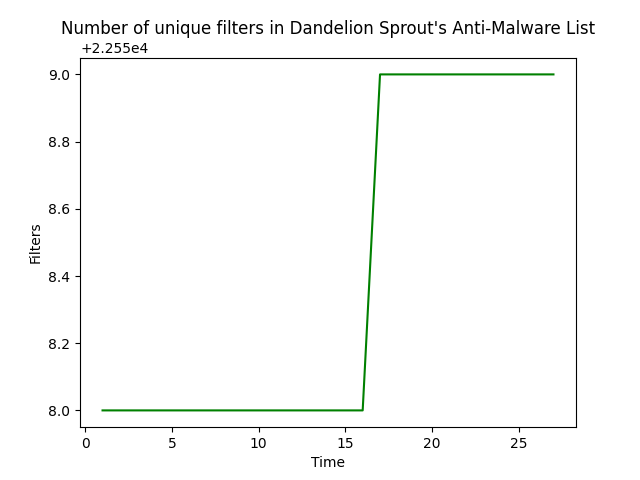 Number of unique filters in Dandelion Sprout's Anti-Malware List
+2.255e4
9.0
8.8
8.6
8.4
8.2
8.0
Filters
0 5 10 15 20 25
Time